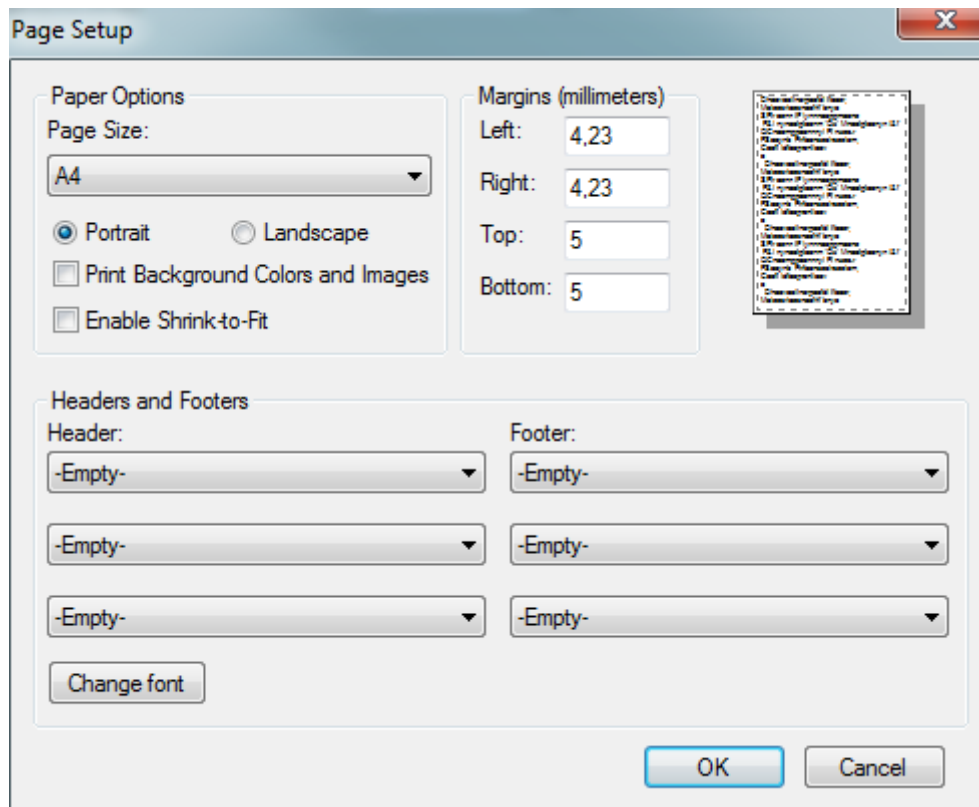 Page Setup
Paper Options
Page Size:
A4
Portrait
Landscape
Print Background Colors and Images
Enable Shrink-to-Fit
Margins (millimeters)
Left:
4,23
Right:
4,23
Top:
5
Bottom:
5
Headers and Footers
Header:
Footer:
-Empty-
-Empty-
-Empty-
-Empty-
-Empty-
-Empty-
Change font
OK
Cancel